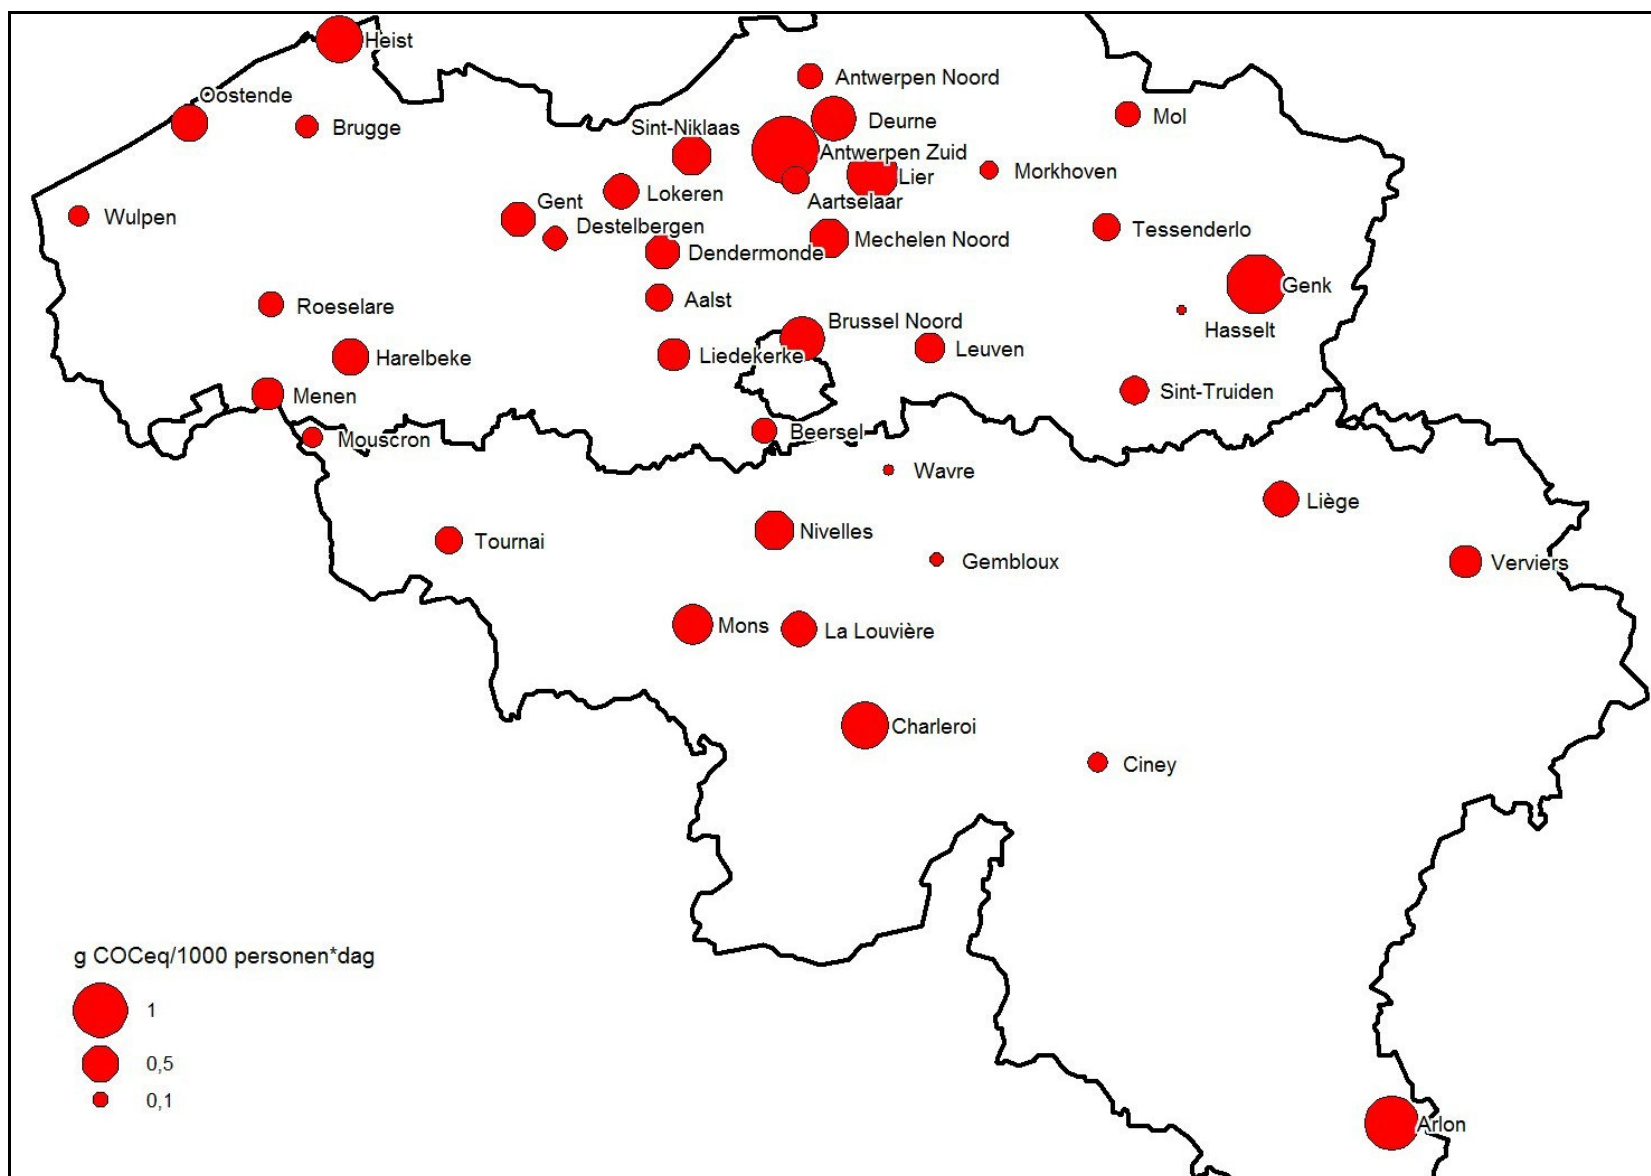 Heist
Antwerpen Noord
Oostende
Brugge
Deurne
Mol
Sint-Niklaas
Antwerpen Zuid
Lier
Morkhoven
Lokeren
Aartselaar
Gent
Wulpen
Destelbergen
Tessenderlo
Mechelen Noord
Dendermonde
Genk
Aalst
Roeselare
Brussel Noord
Hasselt
Leuven
Harelbeke
Liedekerke
Sint-Truiden
Menen
Beersel
Mouscron
Wavre
Liège
Nivelles
Tournai
Gembloux
Verviers
Mons
La Louvière
Charleroi
Ciney
g COCeq/1000 personen*dag
1
0,5
0,1
Arlon